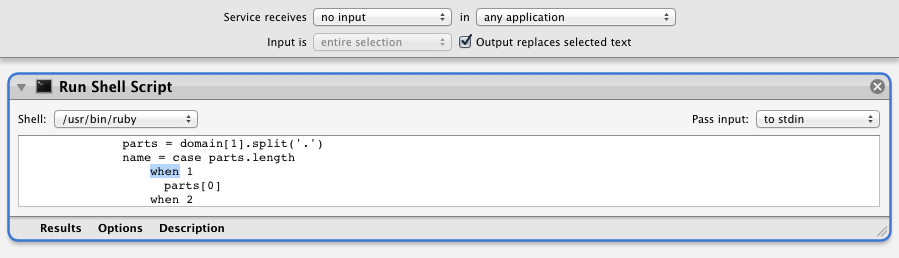 Service receives no input in any application
Input is entire selection Output replaces selected text
Run Shell Script
Shell: /usr/bin/ruby Pass input: to stdin
parts = domain[1].split('.')
name = case parts.length
when 1
parts[0]
when 2
Results Options Description